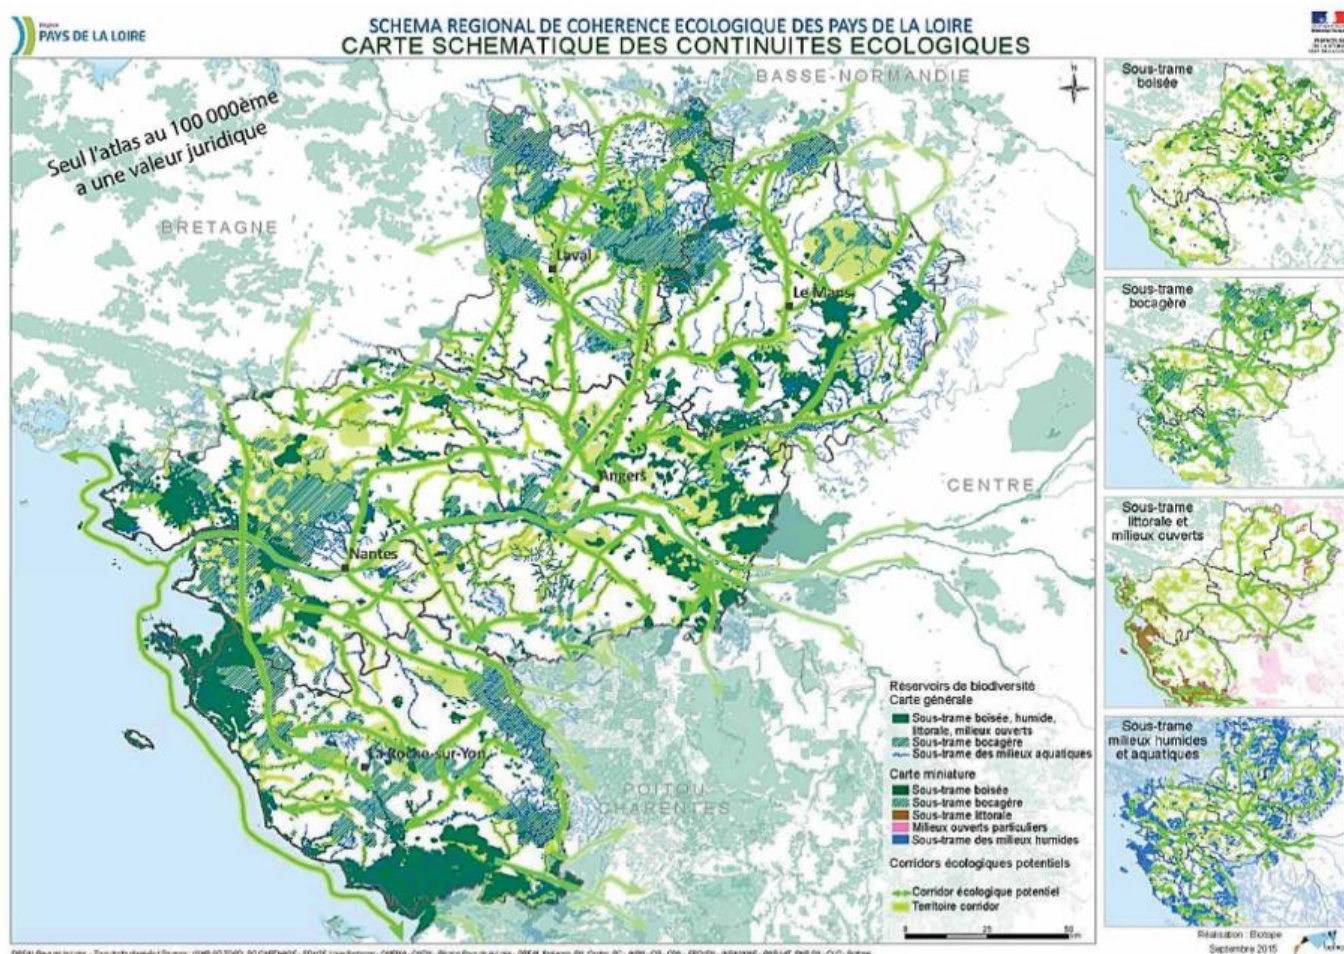 PAYS DE LA LOIRE
SCHEMA REGIONAL DE COHERENCE ECOLOGIQUE DES PAYS DE LA LOIRE
CARTE SCHEMATIQUE DES CONTINUITES ECOLOGIQUES
Seul l'atlas au 100 000ème
a une valeur juridique
BASSE-NORMANDIE
N
BRETAGNE
Laval
Le Mans
Angers
CENTRE
Nantes
La Roche-sur-Yon
POITOU
CHARENTES
Réservoirs de biodiversité
Carte générale
Sous-trame boisée, humide,
littorale, milieux ouverts
Sous-trame bocagère
Sous-trame des milieux aquatiques
Carte miniature
Sous-trame boisée
Sous-trame bocagère
Sous-trame littorale
Milieux ouverts particuliers
Sous-trame des milieux humides
Corridors écologiques potentiels
Corridor écologique potentiel
Territoire corridor
0 25 50
Km
Sous-trame
boisée
Sous-trame
bocagère
Sous-trame
littorale et
milieux ouverts
Sous-trame
milieux humides
et aquatiques
Réalisation : Biotope
Septembre 2015